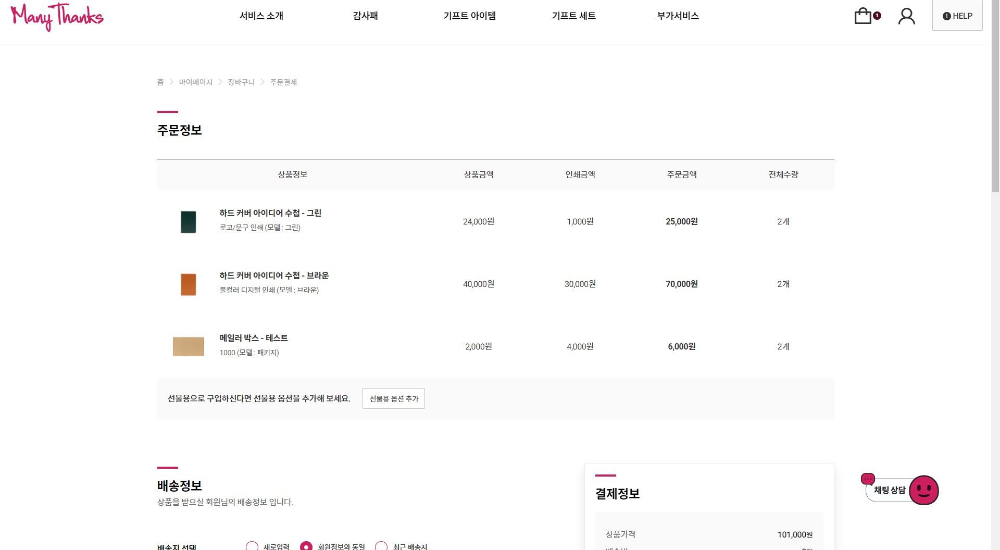 Many Thanks
서비스 소개
감사패
기프트 아이템
기프트 세트
부가서비스
1
HELP
홈 > 마이페이지 > 장바구니 > 주문결제
주문정보
상품정보 상품금액 인쇄금액 주문금액 전체수량
하드 커버 아이디어 수첩 - 그린
로고/문구 인쇄 (모델 : 그린)
24,000원 1,000원 25,000원 2개
하드 커버 아이디어 수첩 - 브라운
풀컬러 디지털 인쇄 (모델 : 브라운)
40,000원 30,000원 70,000원 2개
메일러 박스 - 테스트
1000 (모델 : 패키지)
2,000원 4,000원 6,000원 2개
선물용으로 구입하신다면 선물용 옵션을 추가해 보세요.
선물용 옵션 추가
배송정보
상품을 받으실 회원님의 배송정보 입니다.
배송지 선택
새로입력
회원정보와 동일
최근 배송지
결제정보
상품가격 101,000원
채팅 상담